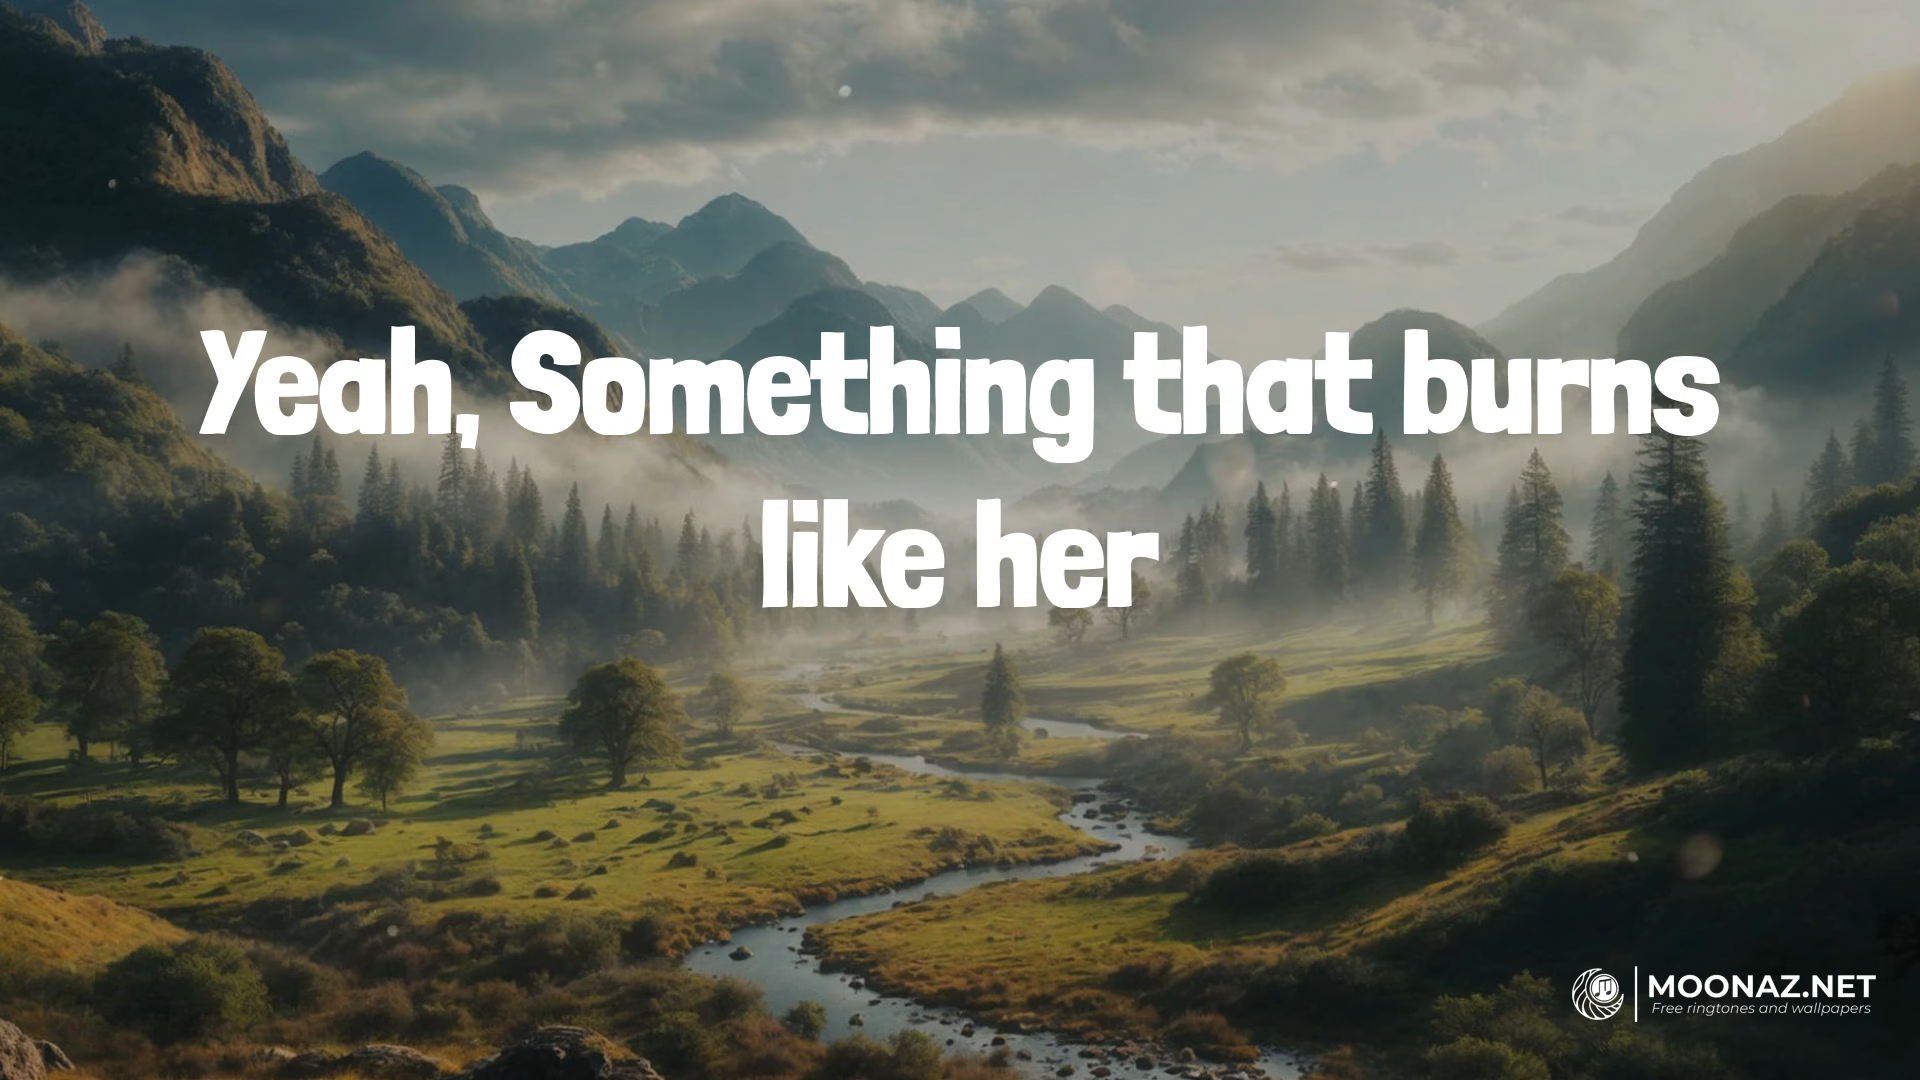 Yeah, Something that burns
like her
MOONAZ.NET
Free ringtones and wallpapers